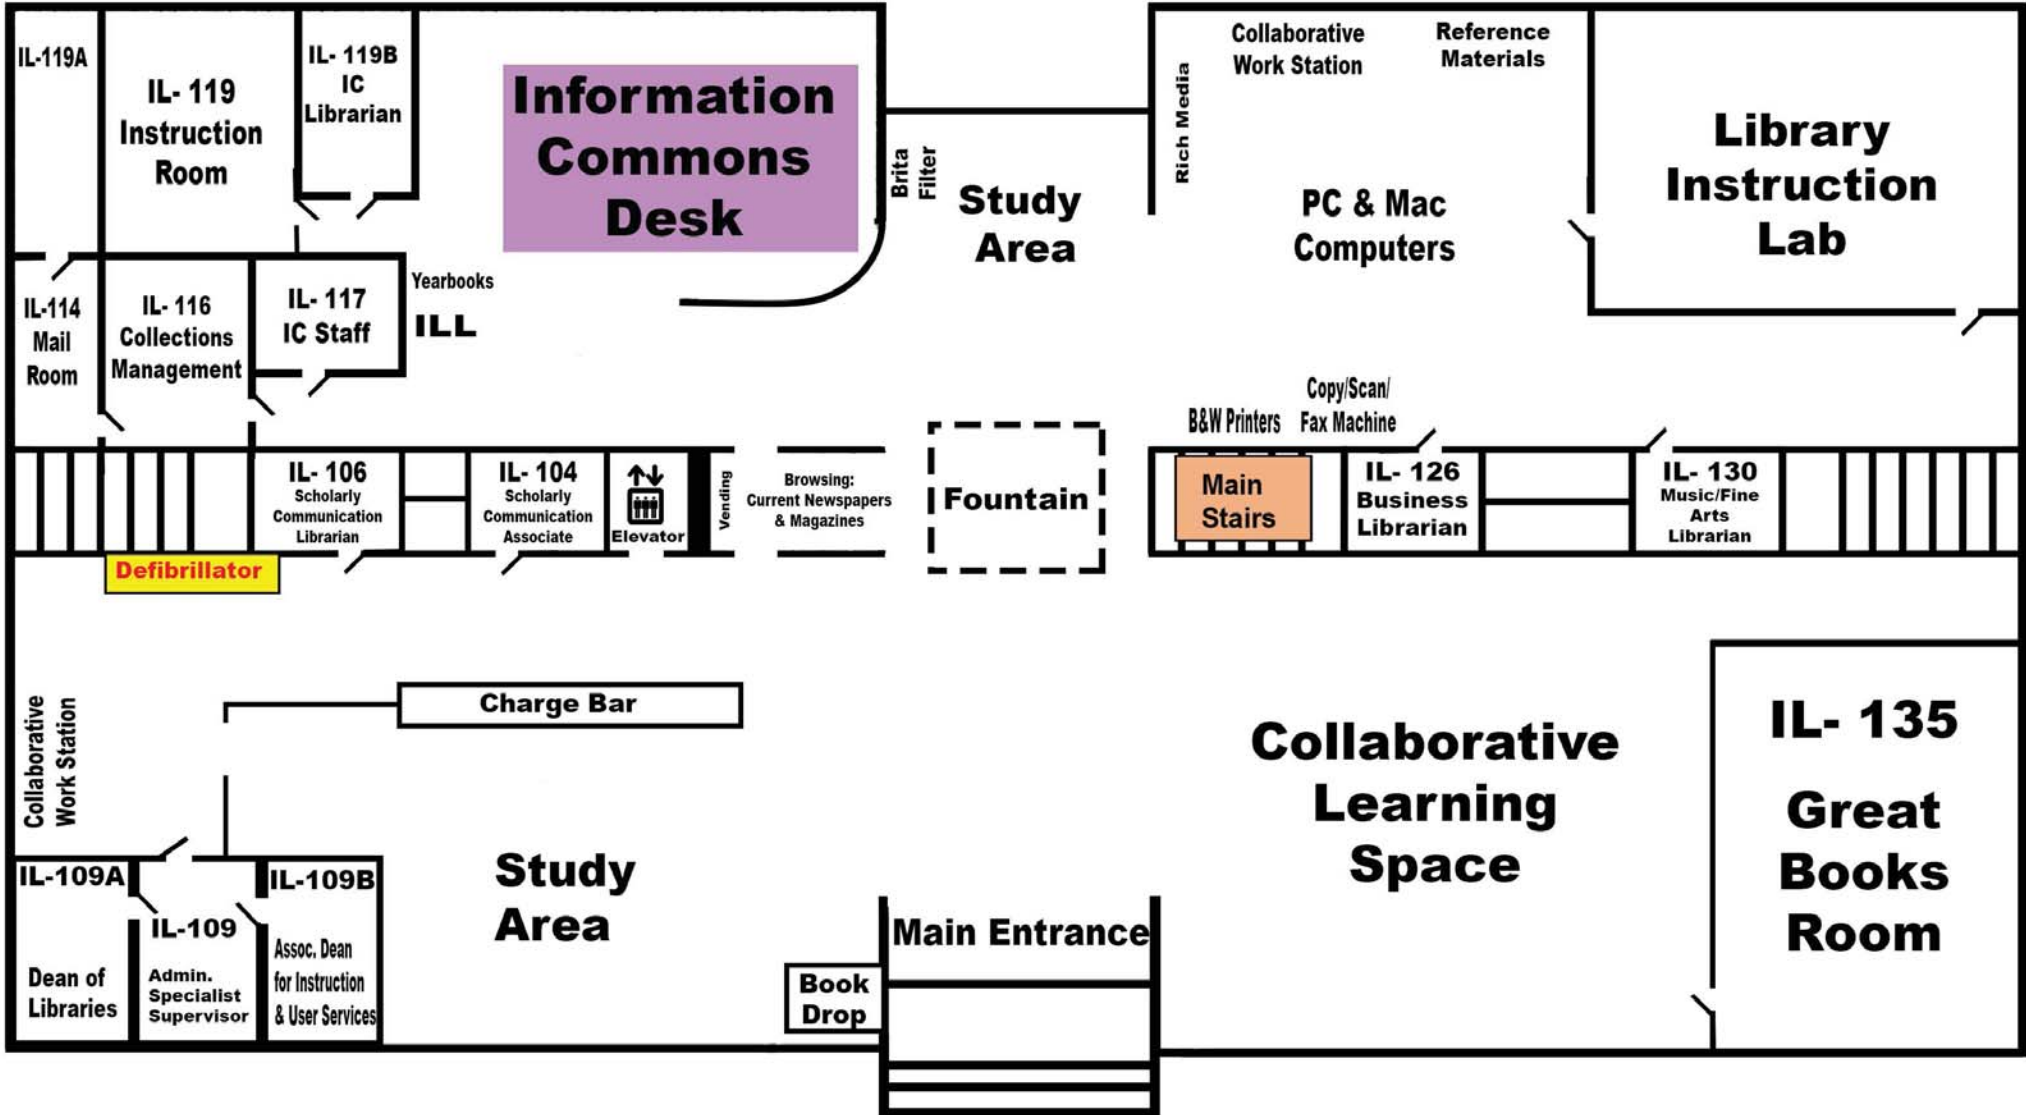 IL-119A
IL- 119
Instruction
Room
IL- 119B
IC
Librarian
Information
Commons
Desk
Brita
Filter
Study
Area
Rich Media
Collaborative
Work Station
Reference
Materials
PC & Mac
Computers
Library
Instruction
Lab
IL-114
Mail
Room
IL- 116
Collections
Management
IL- 117
IC Staff
Yearbooks
ILL
B&W Printers
Copy/Scan/
Fax Machine
IL- 106
Scholarly
Communication
Librarian
IL- 104
Scholarly
Communication
Associate
Elevator
Vending
Browsing:
Current Newspapers
& Magazines
Fountain
Main
Stairs
IL- 126
Business
Librarian
IL- 130
Music/Fine
Arts
Librarian
Defibrillator
Collaborative
Work Station
Charge Bar
Collaborative
Learning
Space
IL- 135
Great
Books
Room
IL-109A
Dean of
Libraries
IL-109
Admin.
Specialist
Supervisor
IL-109B
Assoc. Dean
for Instruction
& User Services
Study
Area
Book
Drop
Main Entrance